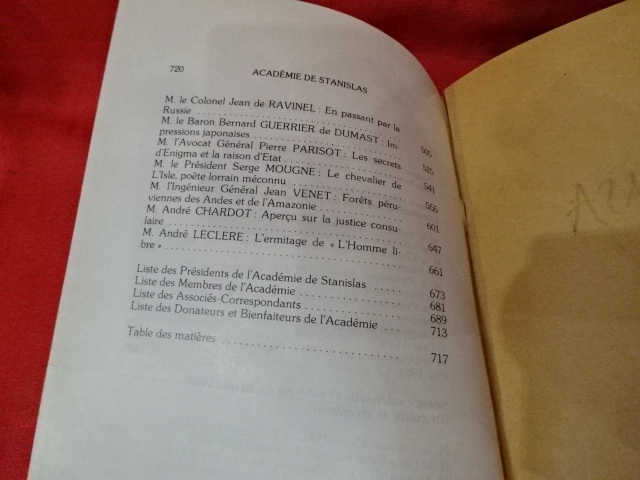 720
ACADÉMIE DE STANISLAS
M. le Colonel Jean de RAVINEL : En passant par la
Russie ........ 505
M. le Baron Bernard GUERRIER de DUMAST : Im-
pressions japonaises ........ 525
M. l'Avocat Général Pierre PARISOT : Les secrets
d'Enigma et la raison d'Etat ........ 541
M. le Président Serge MOUGNE : Le chevalier de
L'Isle, poète lorrain méconnu ........ 555
M. l'Ingénieur Général Jean VENET : Forêts péru-
viennes des Andes et de l'Amazonie ........ 601
M. André CHARDOT : Aperçu sur la justice consu-
laire ........ 647
M. André LECLERE : L'ermitage de « L'Homme li-
bre » ........ 661
Liste des Présidents de l'Académie de Stanislas ..... 673
Liste des Membres de l'Académie ........ 681
Liste des Associés-Correspondants ........ 689
Liste des Donateurs et Bienfaiteurs de l'Académie ... 713
Table des matières ........ 717